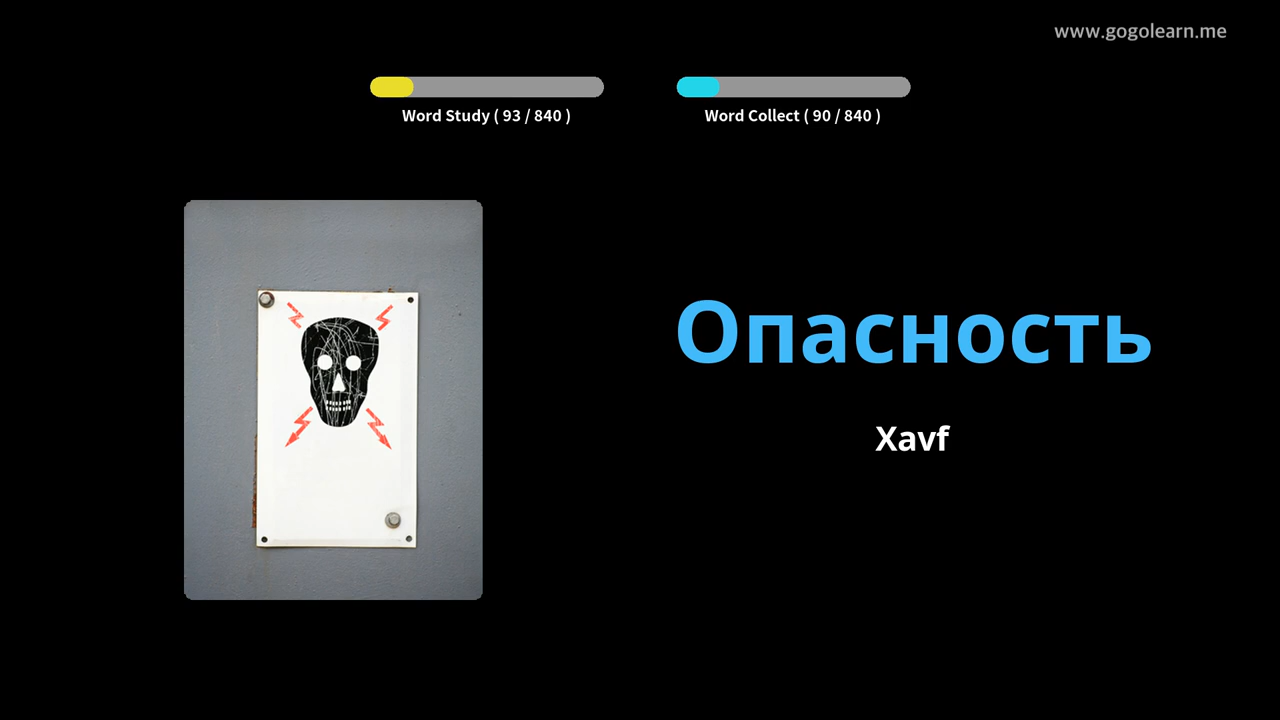 www.gogolearn.me
Word Study ( 93 / 840 )
Word Collect ( 90 / 840 )
Опасность
Xavf